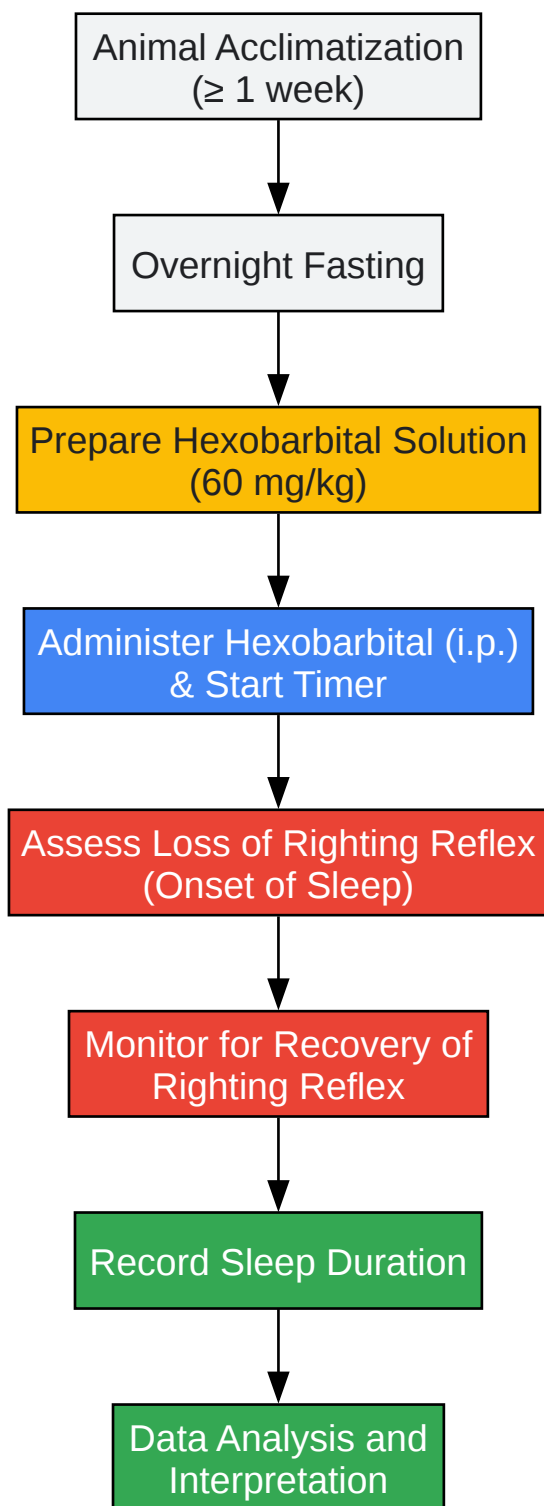 Animal Acclimatization
(≥ 1 week)
Overnight Fasting
Prepare Hexobarbital Solution
(60 mg/kg)
Administer Hexobarbital (i.p.)
& Start Timer
Assess Loss of Righting Reflex
(Onset of Sleep)
Monitor for Recovery of
Righting Reflex
Record Sleep Duration
Data Analysis and
Interpretation